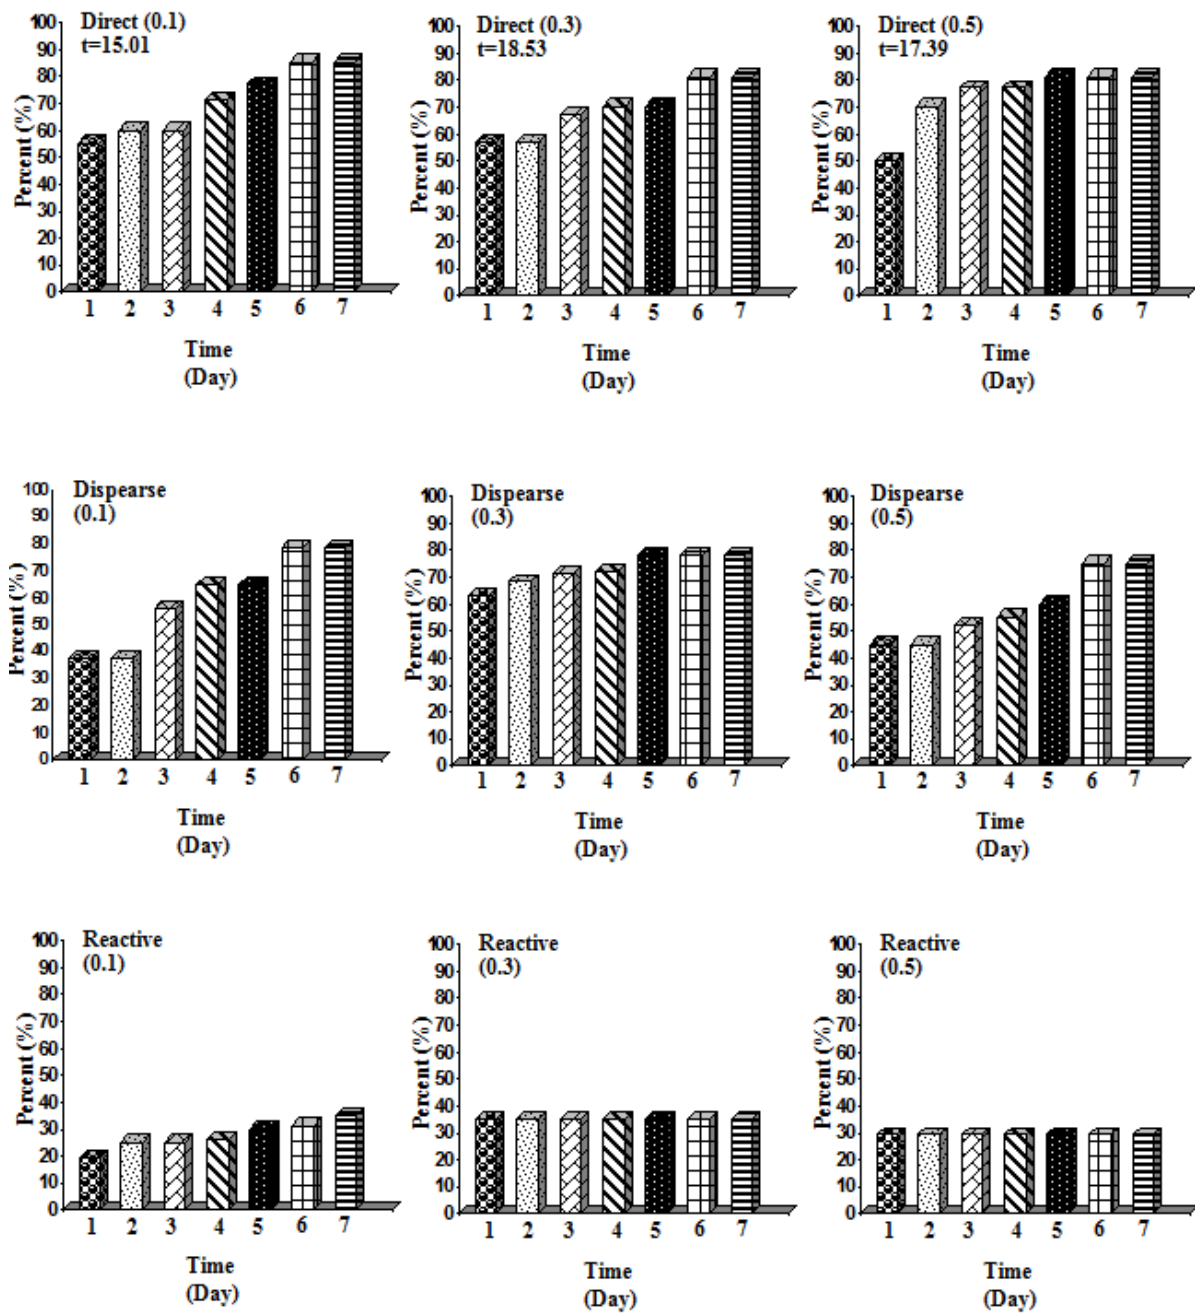 Direct (0.1)
t=15.01
100
90
80
70
60
50
40
30
20
10
0
Percent (%)
1 2 3 4 5 6 7
Time
(Day)
Direct (0.3)
t=18.53
100
90
80
70
60
50
40
30
20
10
0
Percent (%)
1 2 3 4 5 6 7
Time
(Day)
Direct (0.5)
t=17.39
100
90
80
70
60
50
40
30
20
10
0
Percent (%)
1 2 3 4 5 6 7
Time
(Day)
Dispearse
(0.1)
100
90
80
70
60
50
40
30
20
10
0
Percent (%)
1 2 3 4 5 6 7
Time
(Day)
Dispearse
(0.3)
100
90
80
70
60
50
40
30
20
10
0
Percent (%)
1 2 3 4 5 6 7
Time
(Day)
Dispearse
(0.5)
100
90
80
70
60
50
40
30
20
10
0
Percent (%)
1 2 3 4 5 6 7
Time
(Day)
Reactive
(0.1)
100
90
80
70
60
50
40
30
20
10
0
Percent (%)
1 2 3 4 5 6 7
Time
(Day)
Reactive
(0.3)
100
90
80
70
60
50
40
30
20
10
0
Percent (%)
1 2 3 4 5 6 7
Time
(Day)
Reactive
(0.5)
100
90
80
70
60
50
40
30
20
10
0
Percent (%)
1 2 3 4 5 6 7
Time
(Day)